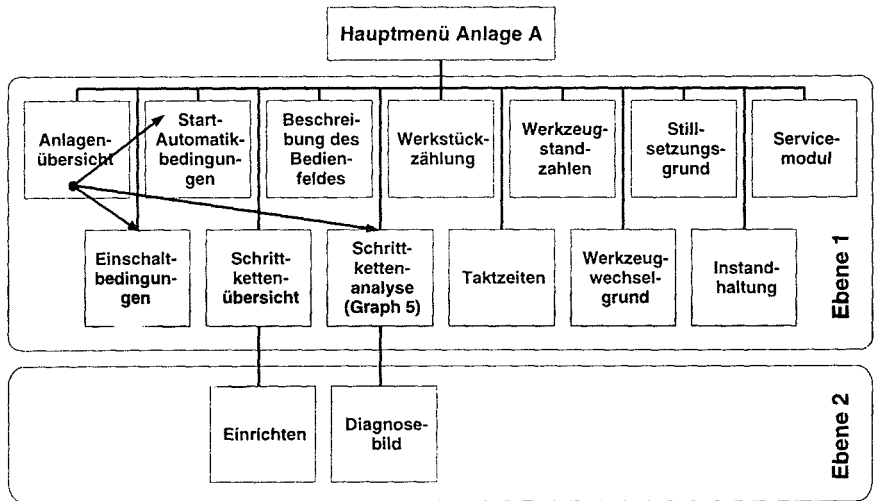 Hauptmenü Anlage A
Anlagen-
übersicht
Start-
Automatik-
bedingun-
gen
Beschrei-
bung des
Bedien-
feldes
Werkstück-
zählung
Werkzeug-
stand-
zahlen
Still-
setzungs-
grund
Service-
modul
Einschalt-
bedingun-
gen
Schritt-
ketten-
übersicht
Schritt-
ketten-
analyse
(Graph 5)
Taktzeiten
Werkzeug-
wechsel-
grund
Instand-
haltung
Ebene 1
Einrichten
Diagnose-
bild
Ebene 2